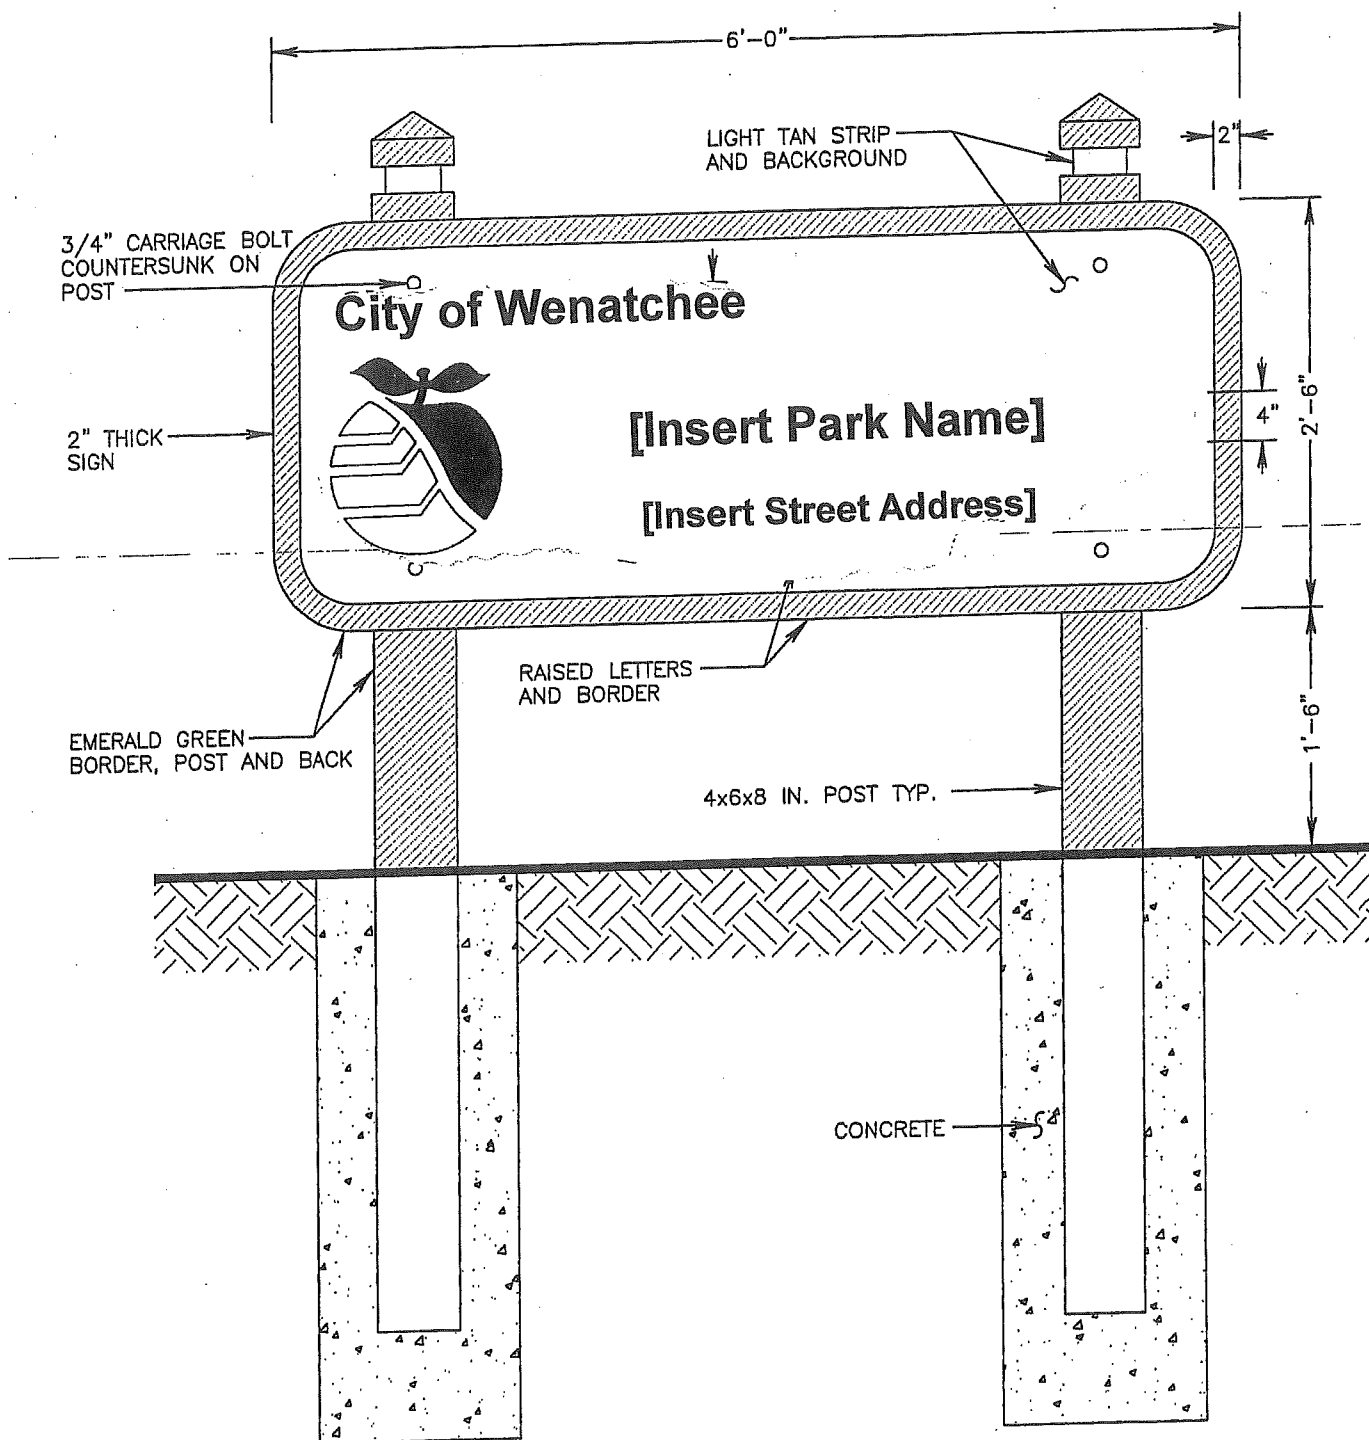 6'-0"
LIGHT TAN STRIP
AND BACKGROUND
2"
3/4" CARRIAGE BOLT
COUNTERSUNK ON
POST
City of Wenatchee
2" THICK
SIGN
[Insert Park Name]
4"
2'-6"
[Insert Street Address]
RAISED LETTERS
AND BORDER
EMERALD GREEN
BORDER, POST AND BACK
1'-6"
4x6x8 IN. POST TYP.
CONCRETE